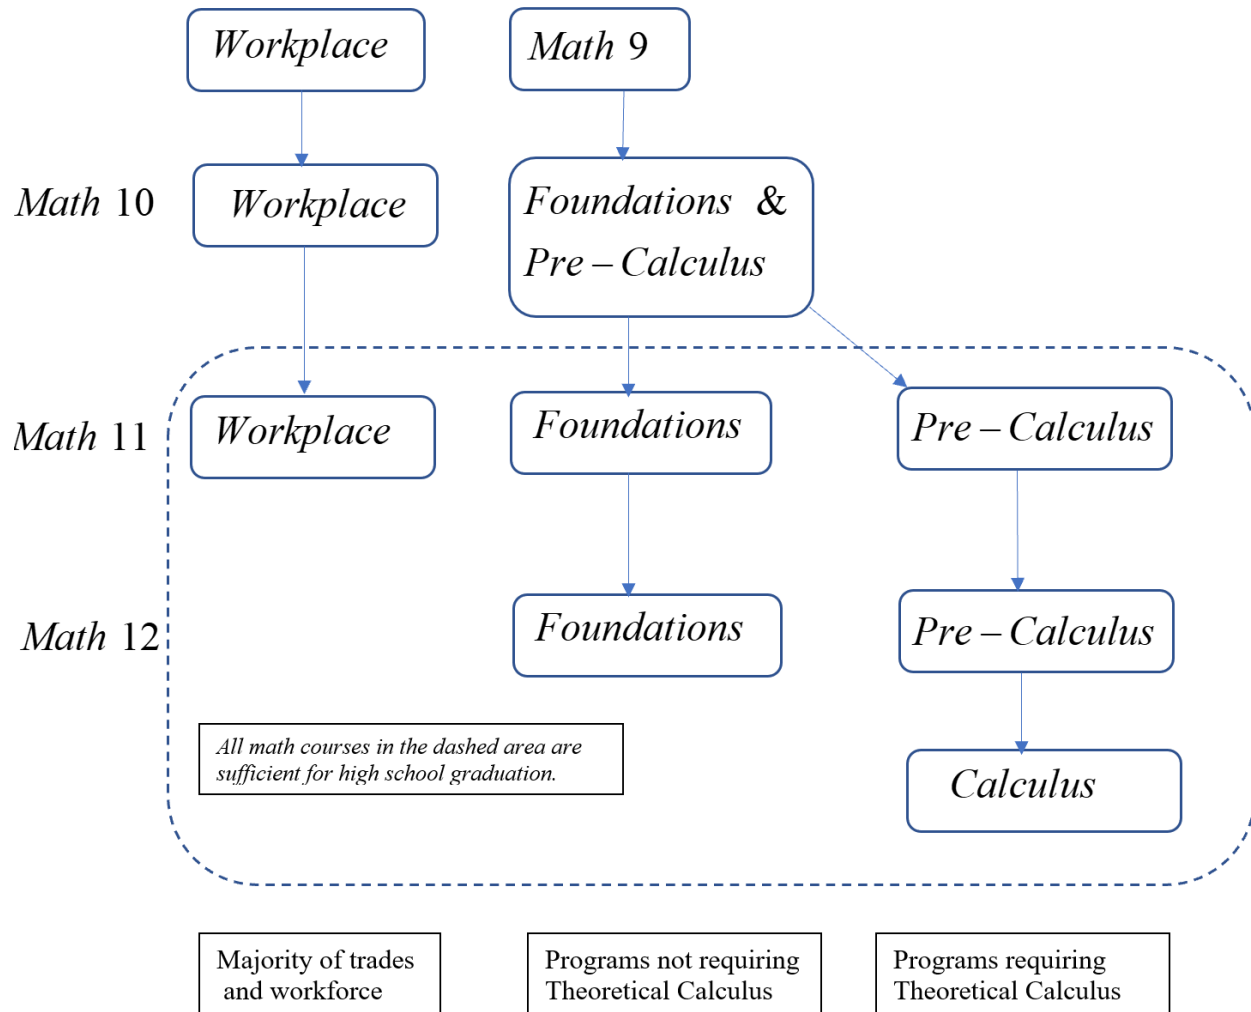 Workplace
Math 9
Math 10
Workplace
Foundations &
Pre – Calculus
Math 11
Workplace
Foundations
Pre – Calculus
Math 12
Foundations
Pre – Calculus
All math courses in the dashed area are
sufficient for high school graduation.
Calculus
Majority of trades
and workforce
Programs not requiring
Theoretical Calculus
Programs requiring
Theoretical Calculus